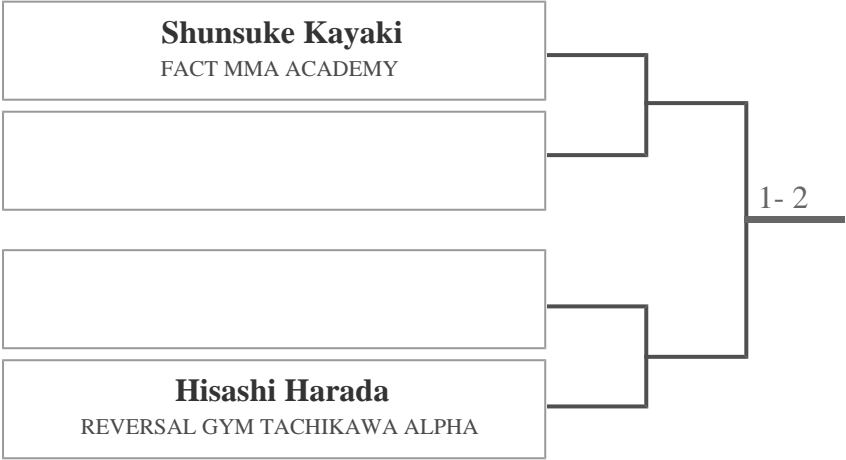 Shunsuke Kayaki
FACT MMA ACADEMY
1- 2
Hisashi Harada
REVERSAL GYM TACHIKAWA ALPHA